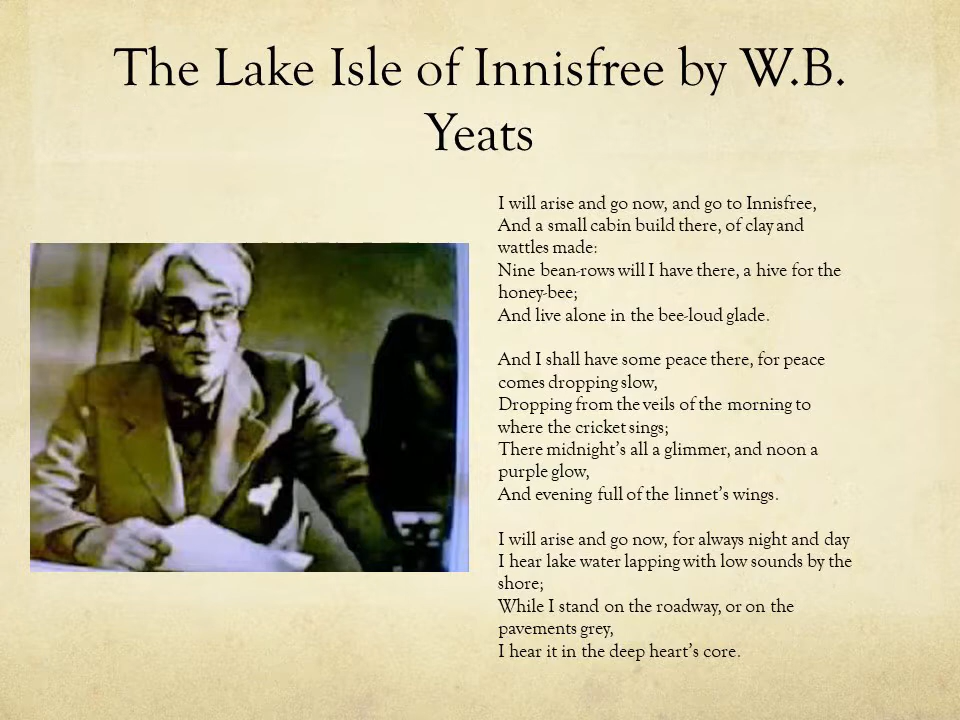 The Lake Isle of Innisfree by W.B.
Yeats
I will arise and go now, and go to Innisfree,
And a small cabin build there, of clay and
wattles made:
Nine bean-rows will I have there, a hive for the
honey-bee;
And live alone in the bee-loud glade.
And I shall have some peace there, for peace
comes dropping slow,
Dropping from the veils of the morning to
where the cricket sings;
There midnight’s all a glimmer, and noon a
purple glow,
And evening full of the linnet’s wings.
I will arise and go now, for always night and day
I hear lake water lapping with low sounds by the
shore;
While I stand on the roadway, or on the
pavements grey,
I hear it in the deep heart’s core.